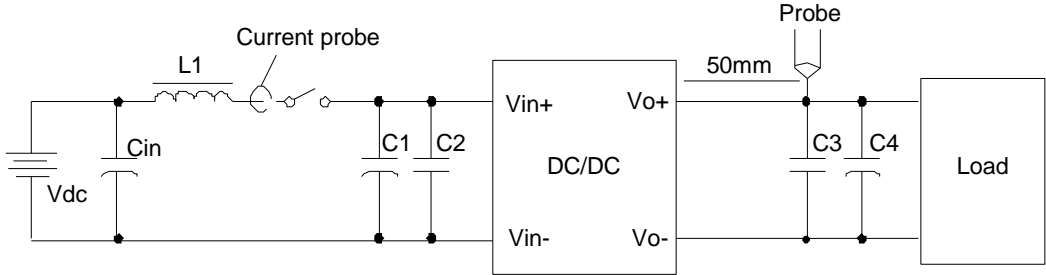 Probe
Current probe
L1
50mm
Vin+
Vo+
Cin
C1
C2
C3
C4
DC/DC
Load
Vdc
Vin-
Vo-